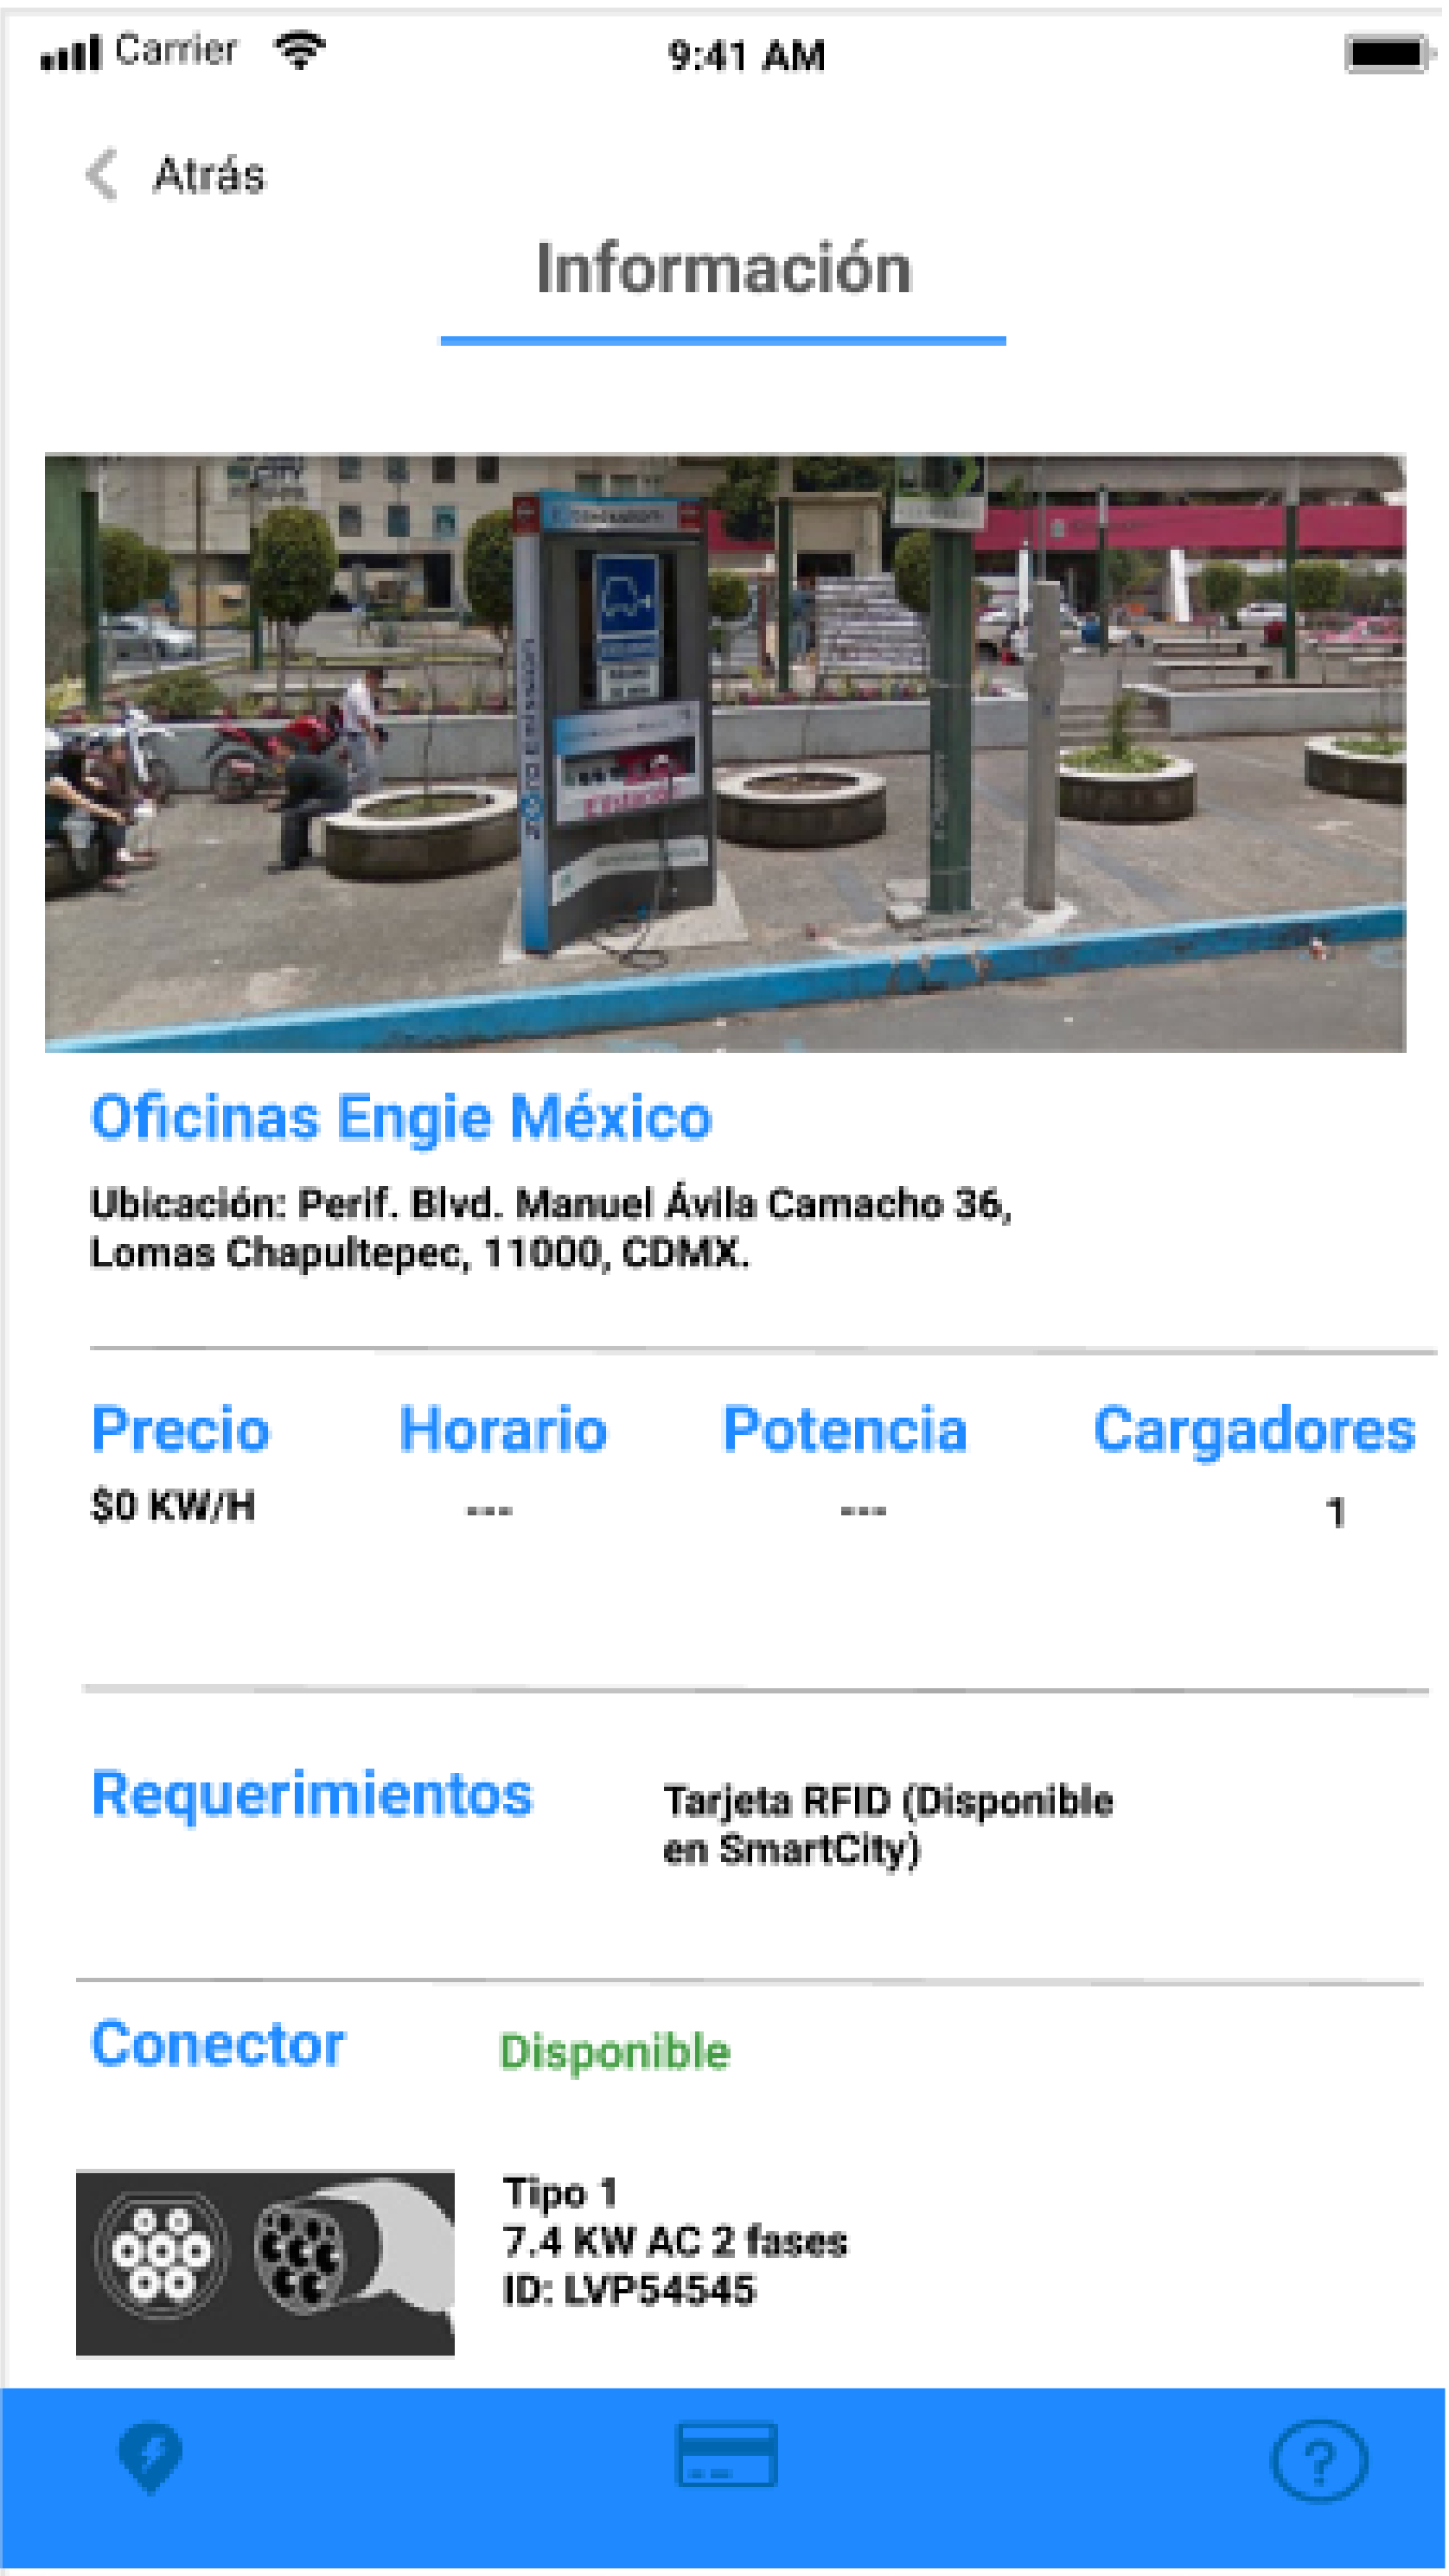 Carrier
9:41 AM
Atrás
Información
CITY
Oficinas Engie México
Ubicación: Perif. Blvd. Manuel Ávila Camacho 36,
Lomas Chapultepec, 11000, CDMX.
Precio Horario Potencia Cargadores
$0 KW/H --- --- 1
Requerimientos
Tarjeta RFID (Disponible
en SmartCity)
Conector
Disponible
Tipo 1
7.4 KW AC 2 fases
ID: LVP54545
?